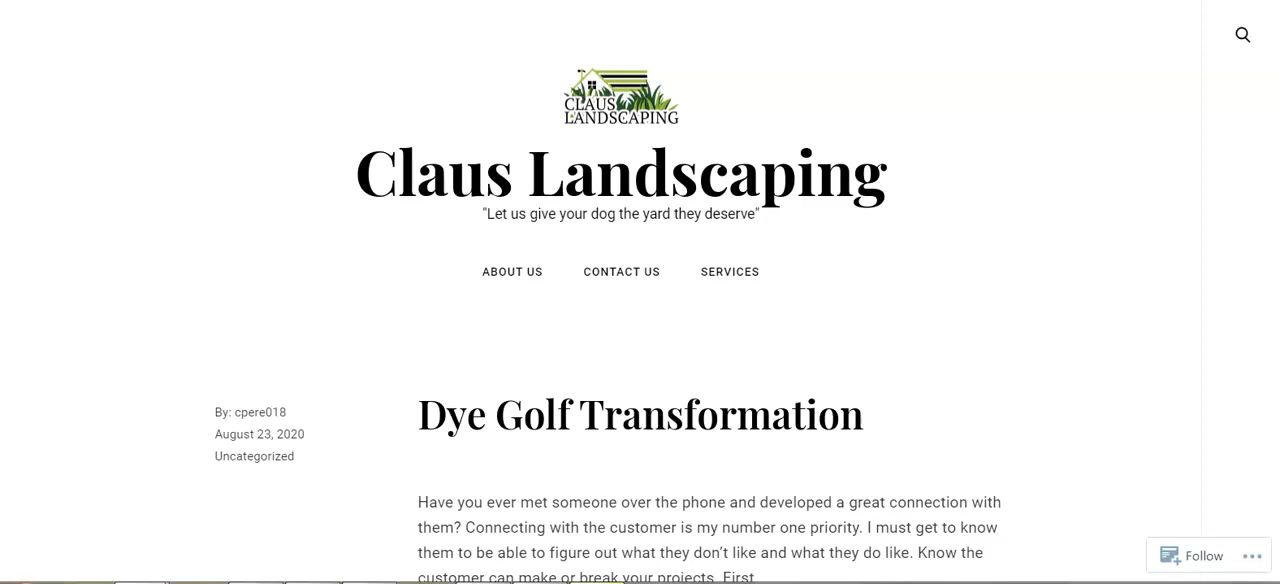 CLAUS
LANDSCAPING
Claus Landscaping
"Let us give your dog the yard they deserve"
ABOUT US CONTACT US SERVICES
By: cpere018
August 23, 2020
Uncategorized
Dye Golf Transformation
Have you ever met someone over the phone and developed a great connection with
them? Connecting with the customer is my number one priority. I must get to know
them to be able to figure out what they don’t like and what they do like. Know the
customer can make or break your projects. First
Follow